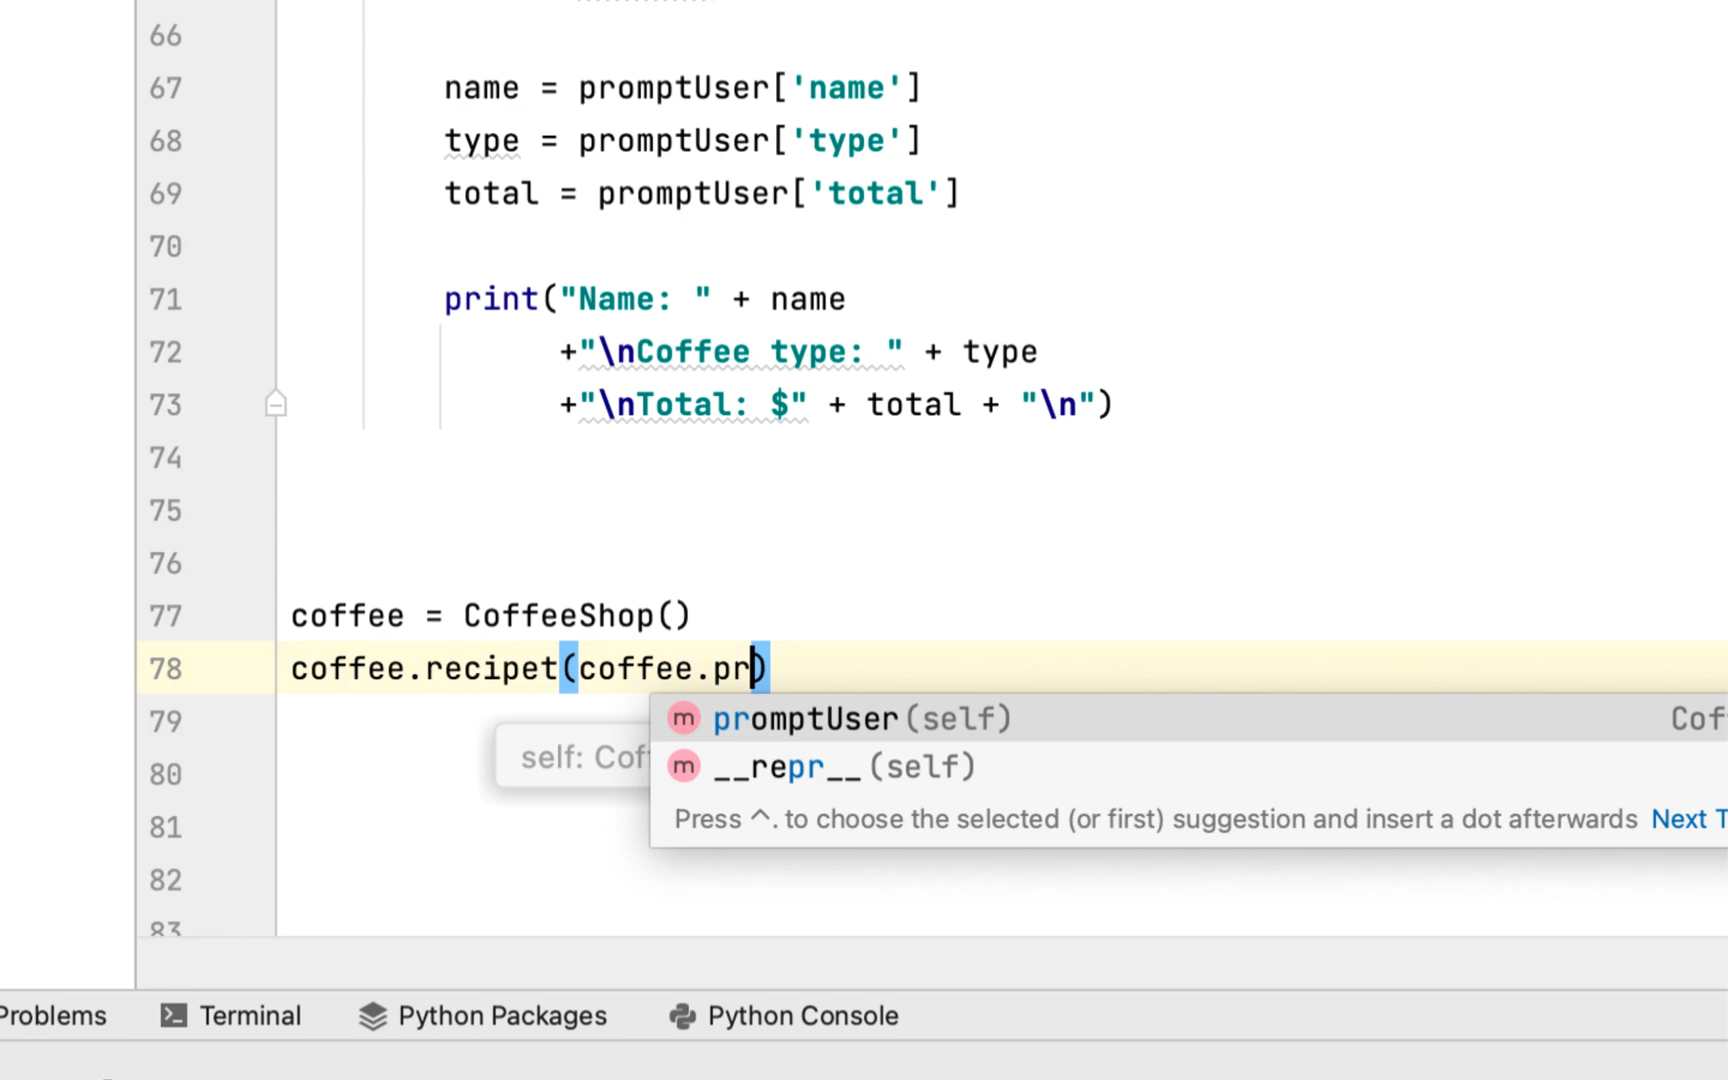 66
67 name = promptUser['name']
68 type = promptUser['type']
69 total = promptUser['total']
70
71 print("Name: " + name
72 +"\nCoffee type: " + type
73 +"\nTotal: $" + total + "\n")
74
75
76
77 coffee = CoffeeShop()
78 coffee.recipet(coffee.pr)
79 m promptUser(self) Cof
self: Cof
80 m __repr__(self)
81 Press ^. to choose the selected (or first) suggestion and insert a dot afterwards Next T
82
83
Problems Terminal Python Packages Python Console